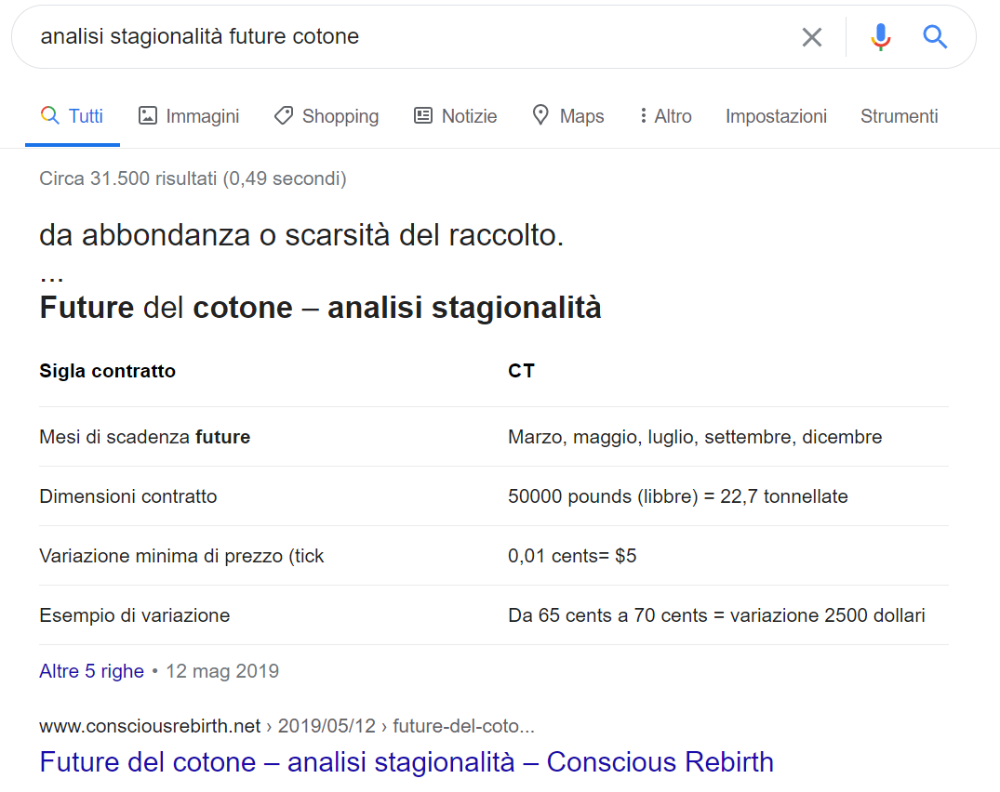 analisi stagionalità future cotone
Tutti Immagini Shopping Notizie Maps Altro Impostazioni Strumenti
Circa 31.500 risultati (0,49 secondi)
da abbondanza o scarsità del raccolto.
...
Future del cotone – analisi stagionalità
Sigla contratto CT
Mesi di scadenza future Marzo, maggio, luglio, settembre, dicembre
Dimensioni contratto 50000 pounds (libbre) = 22,7 tonnellate
Variazione minima di prezzo (tick 0,01 cents= $5
Esempio di variazione Da 65 cents a 70 cents = variazione 2500 dollari
Altre 5 righe • 12 mag 2019
www.consciousrebirth.net › 2019/05/12 › future-del-coto...
Future del cotone – analisi stagionalità – Conscious Rebirth